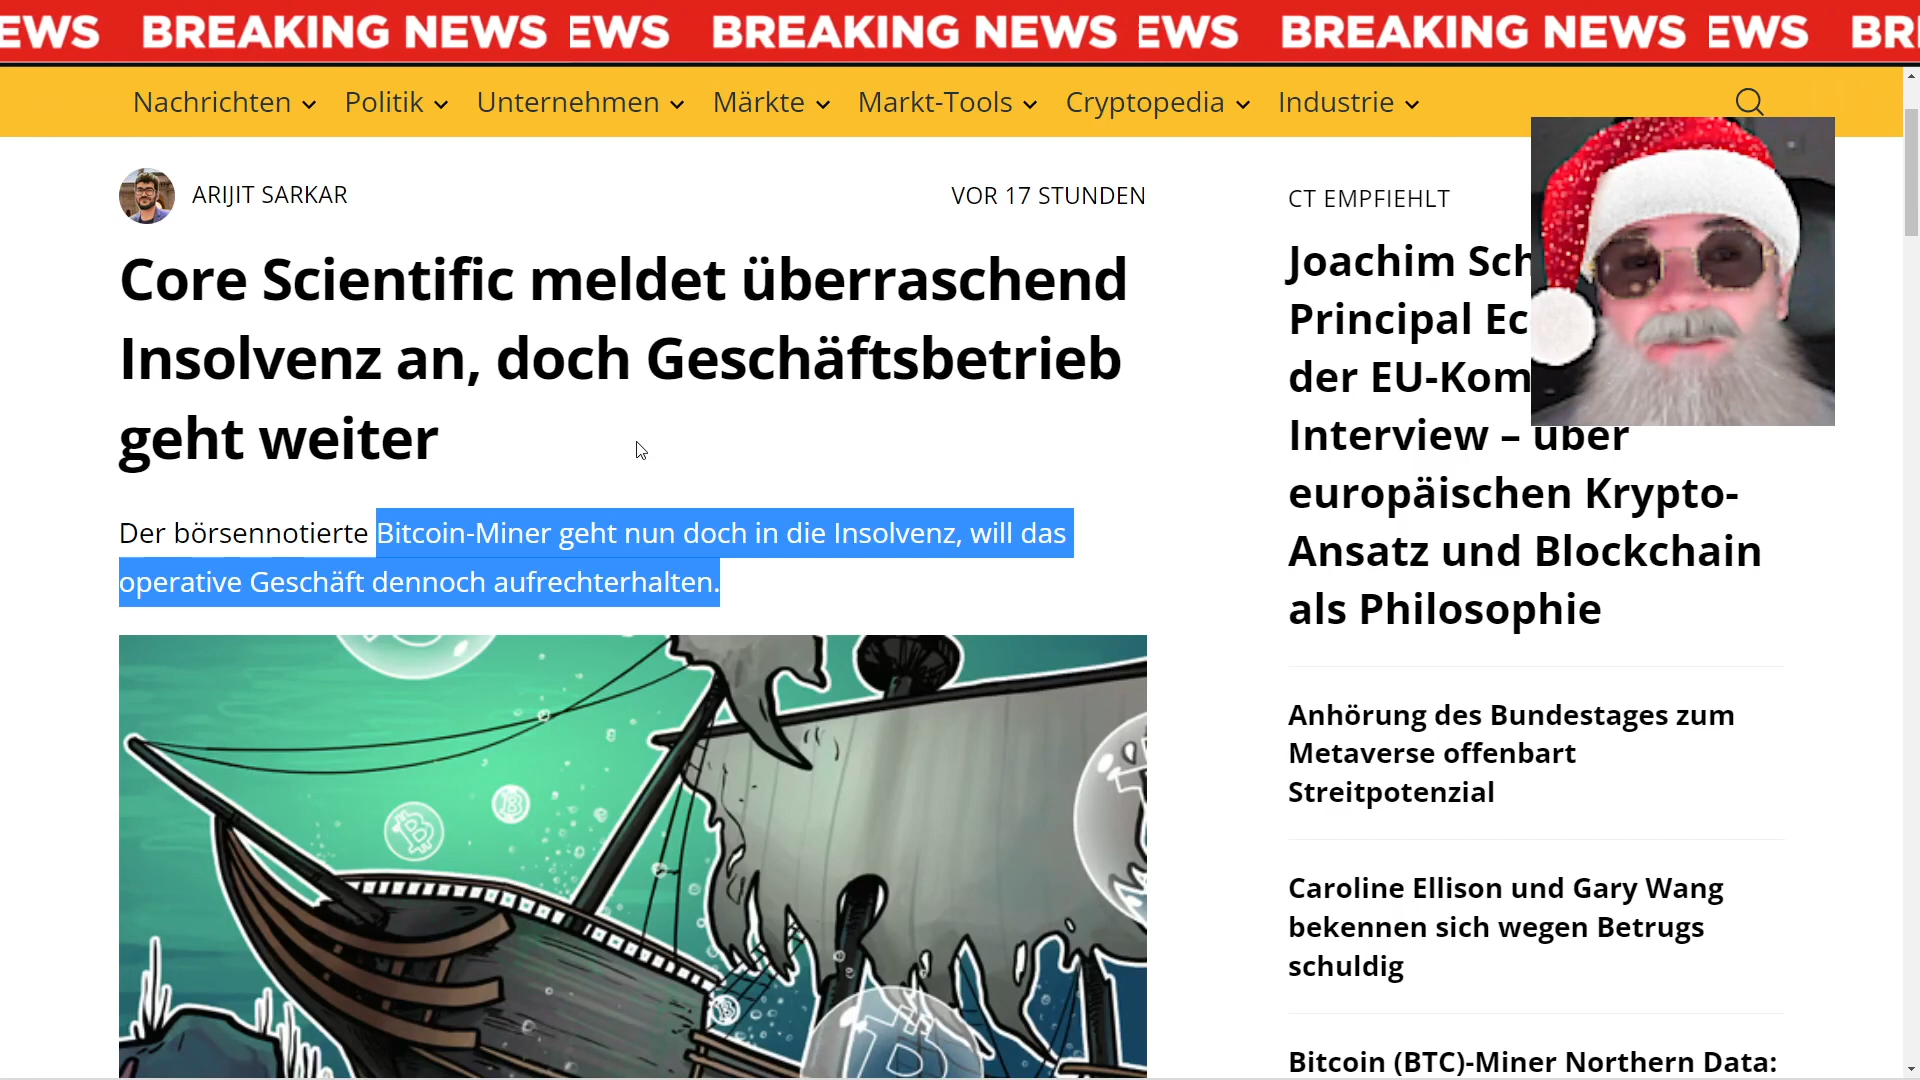 EWS BREAKING NEWS EWS BREAKING NEWS EWS BREAKING NEWS EWS BR
Nachrichten Politik Unternehmen Märkte Markt-Tools Cryptopedia Industrie
ARIJIT SARKAR
VOR 17 STUNDEN
Core Scientific meldet überraschend
Insolvenz an, doch Geschäftsbetrieb
geht weiter
Der börsennotierte Bitcoin-Miner geht nun doch in die Insolvenz, will das
operative Geschäft dennoch aufrechterhalten.
CT EMPFIEHLT
Joachim Sch
Principal Ec
der EU-Kom
Interview – über
europäischen Krypto-
Ansatz und Blockchain
als Philosophie
Anhörung des Bundestages zum
Metaverse offenbart
Streitpotenzial
Caroline Ellison und Gary Wang
bekennen sich wegen Betrugs
schuldig
Bitcoin (BTC)-Miner Northern Data: